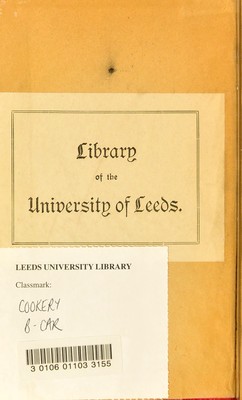 Library
of the
University of Leeds.
LEEDS UNIVERSITY LIBRARY
Classmark:
COOKERY
B-CAR
3 0106 01103 3155